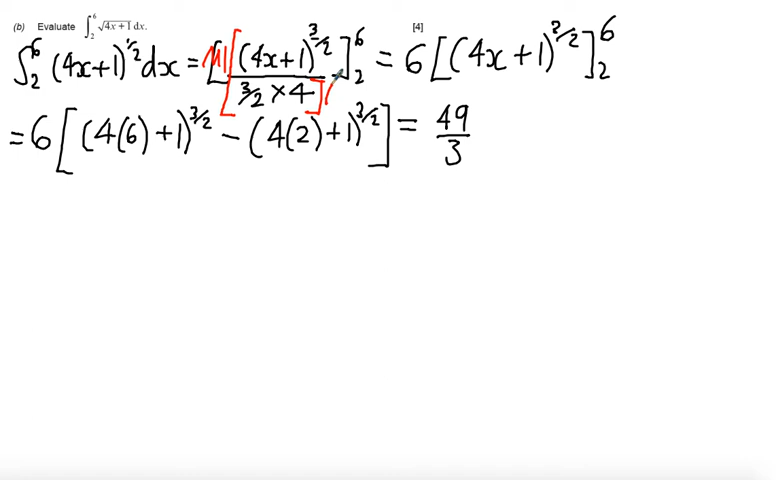 (b) Evaluate ∫₂⁶ √(4x + 1) dx. [4]
∫₂⁶ (4x+1)^(1/2) dx = M1 [ (4x+1)^(3/2) / (3/2 × 4) ]₂⁶ = 6 [ (4x+1)^(3/2) ]₂⁶
= 6 [ (4(6)+1)^(3/2) − (4(2)+1)^(3/2) ] = 49/3